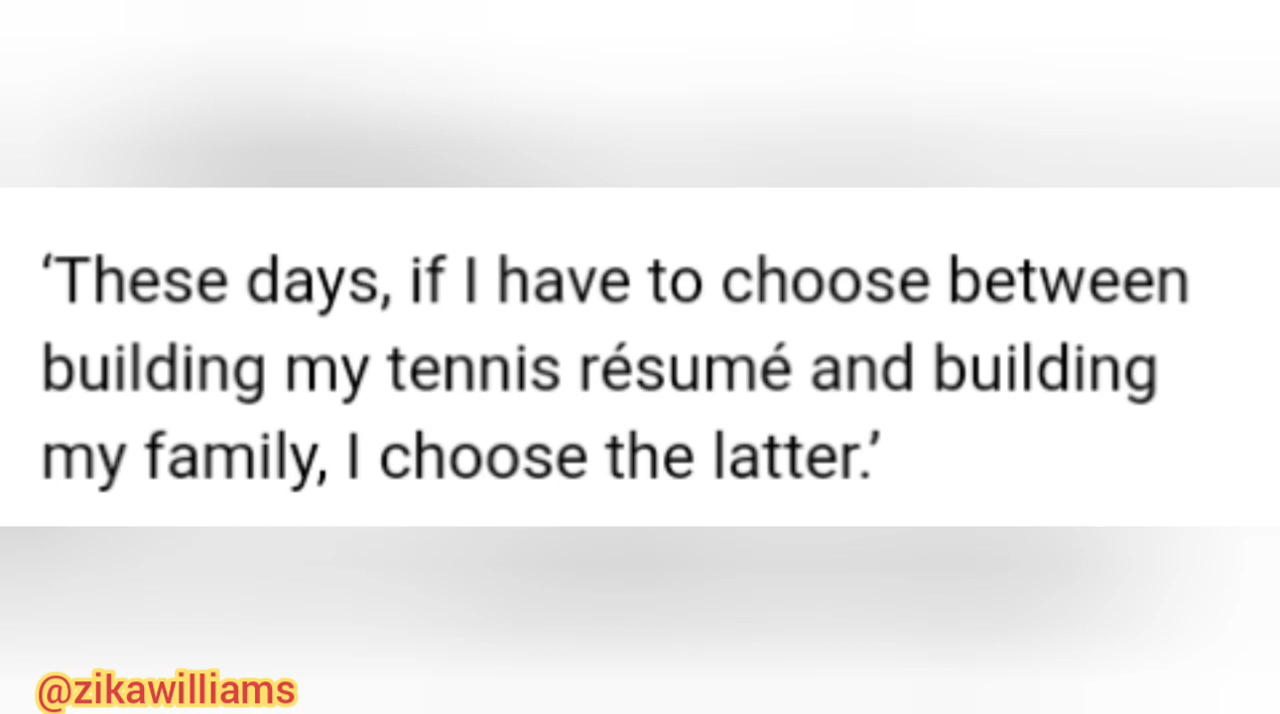 ‘These days, if I have to choose between
building my tennis résumé and building
my family, I choose the latter.’
@zikawilliams